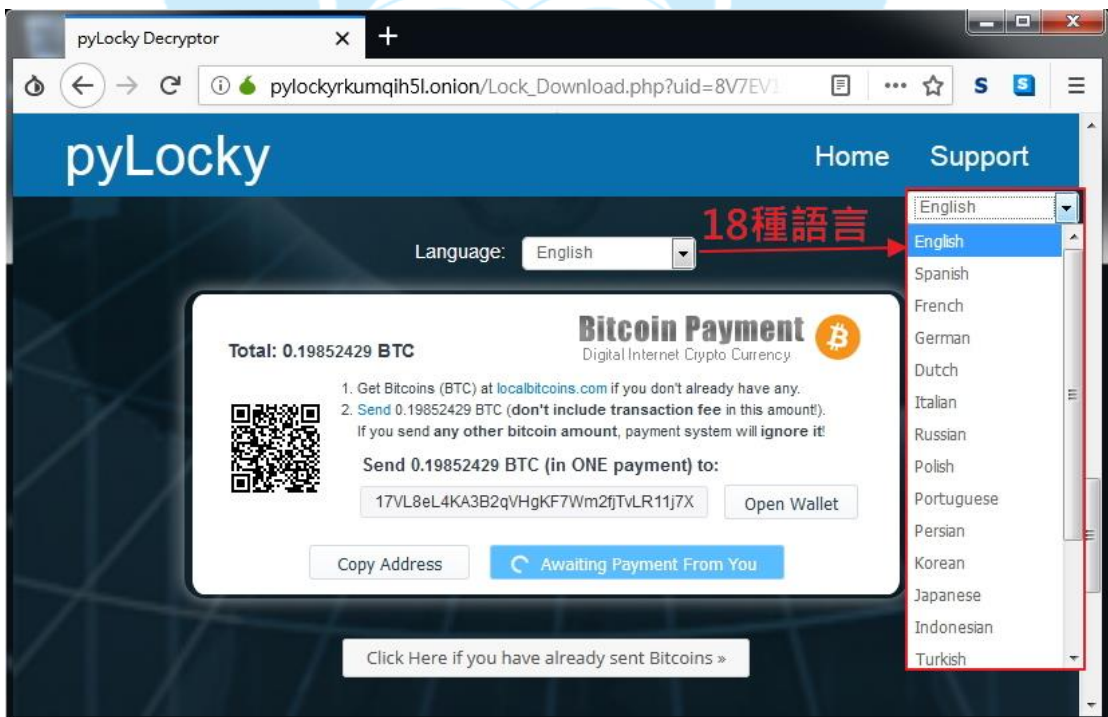 pyLocky Decryptor
pylockyrkumqih5l.onion/Lock_Download.php?uid=8V7EV1
pyLocky
Home Support
Language: English
18種語言
English
English
Spanish
French
German
Dutch
Italian
Russian
Polish
Portuguese
Persian
Korean
Japanese
Indonesian
Turkish
Total: 0.19852429 BTC
Bitcoin Payment
Digital Internet Crypto Currency
1. Get Bitcoins (BTC) at localbitcoins.com if you don't already have any.
2. Send 0.19852429 BTC (don't include transaction fee in this amount!).
If you send any other bitcoin amount, payment system will ignore it!
Send 0.19852429 BTC (in ONE payment) to:
17VL8eL4KA3B2qVHgKF7Wm2fjTvLR11j7X
Open Wallet
Copy Address
Awaiting Payment From You
Click Here if you have already sent Bitcoins »